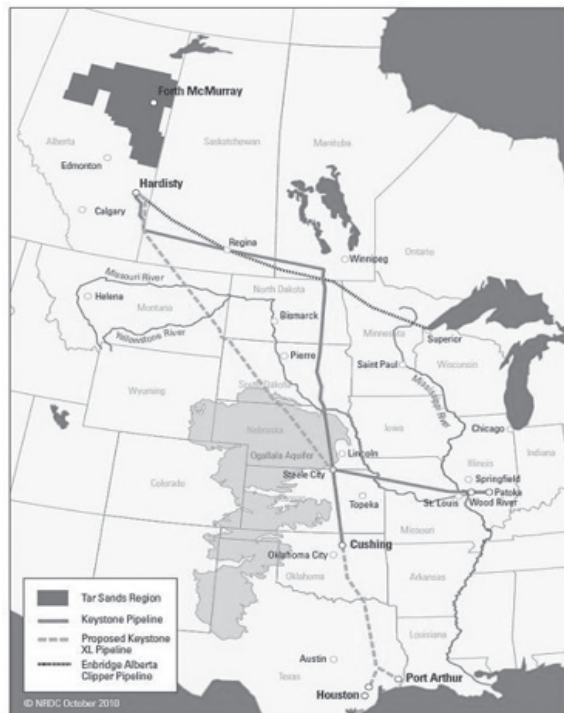 Forth McMurray
Alberta
Saskatchewan
Manitoba
Edmonton
Hardisty
Calgary
Regina
Winnipeg
Ontario
Missouri River
North Dakota
Helena
Montana
Bismarck
Minnesota
Superior
Yellowstone River
Pierre
Saint Paul
Wisconsin
Mississippi River
Wyoming
South Dakota
Nebraska
Iowa
Chicago
Ogallala Aquifer
Lincoln
Illinois
Indiana
Steele City
Springfield
Colorado
Topeka
St. Louis
Patoka
Wood River
Missouri
Cushing
Oklahoma City
Oklahoma
Arkansas
Tar Sands Region
Keystone Pipeline
Proposed Keystone
XL Pipeline
Enbridge Alberta
Clipper Pipeline
Louisiana
Austin
Texas
Port Arthur
Houston
© NRDC October 2010